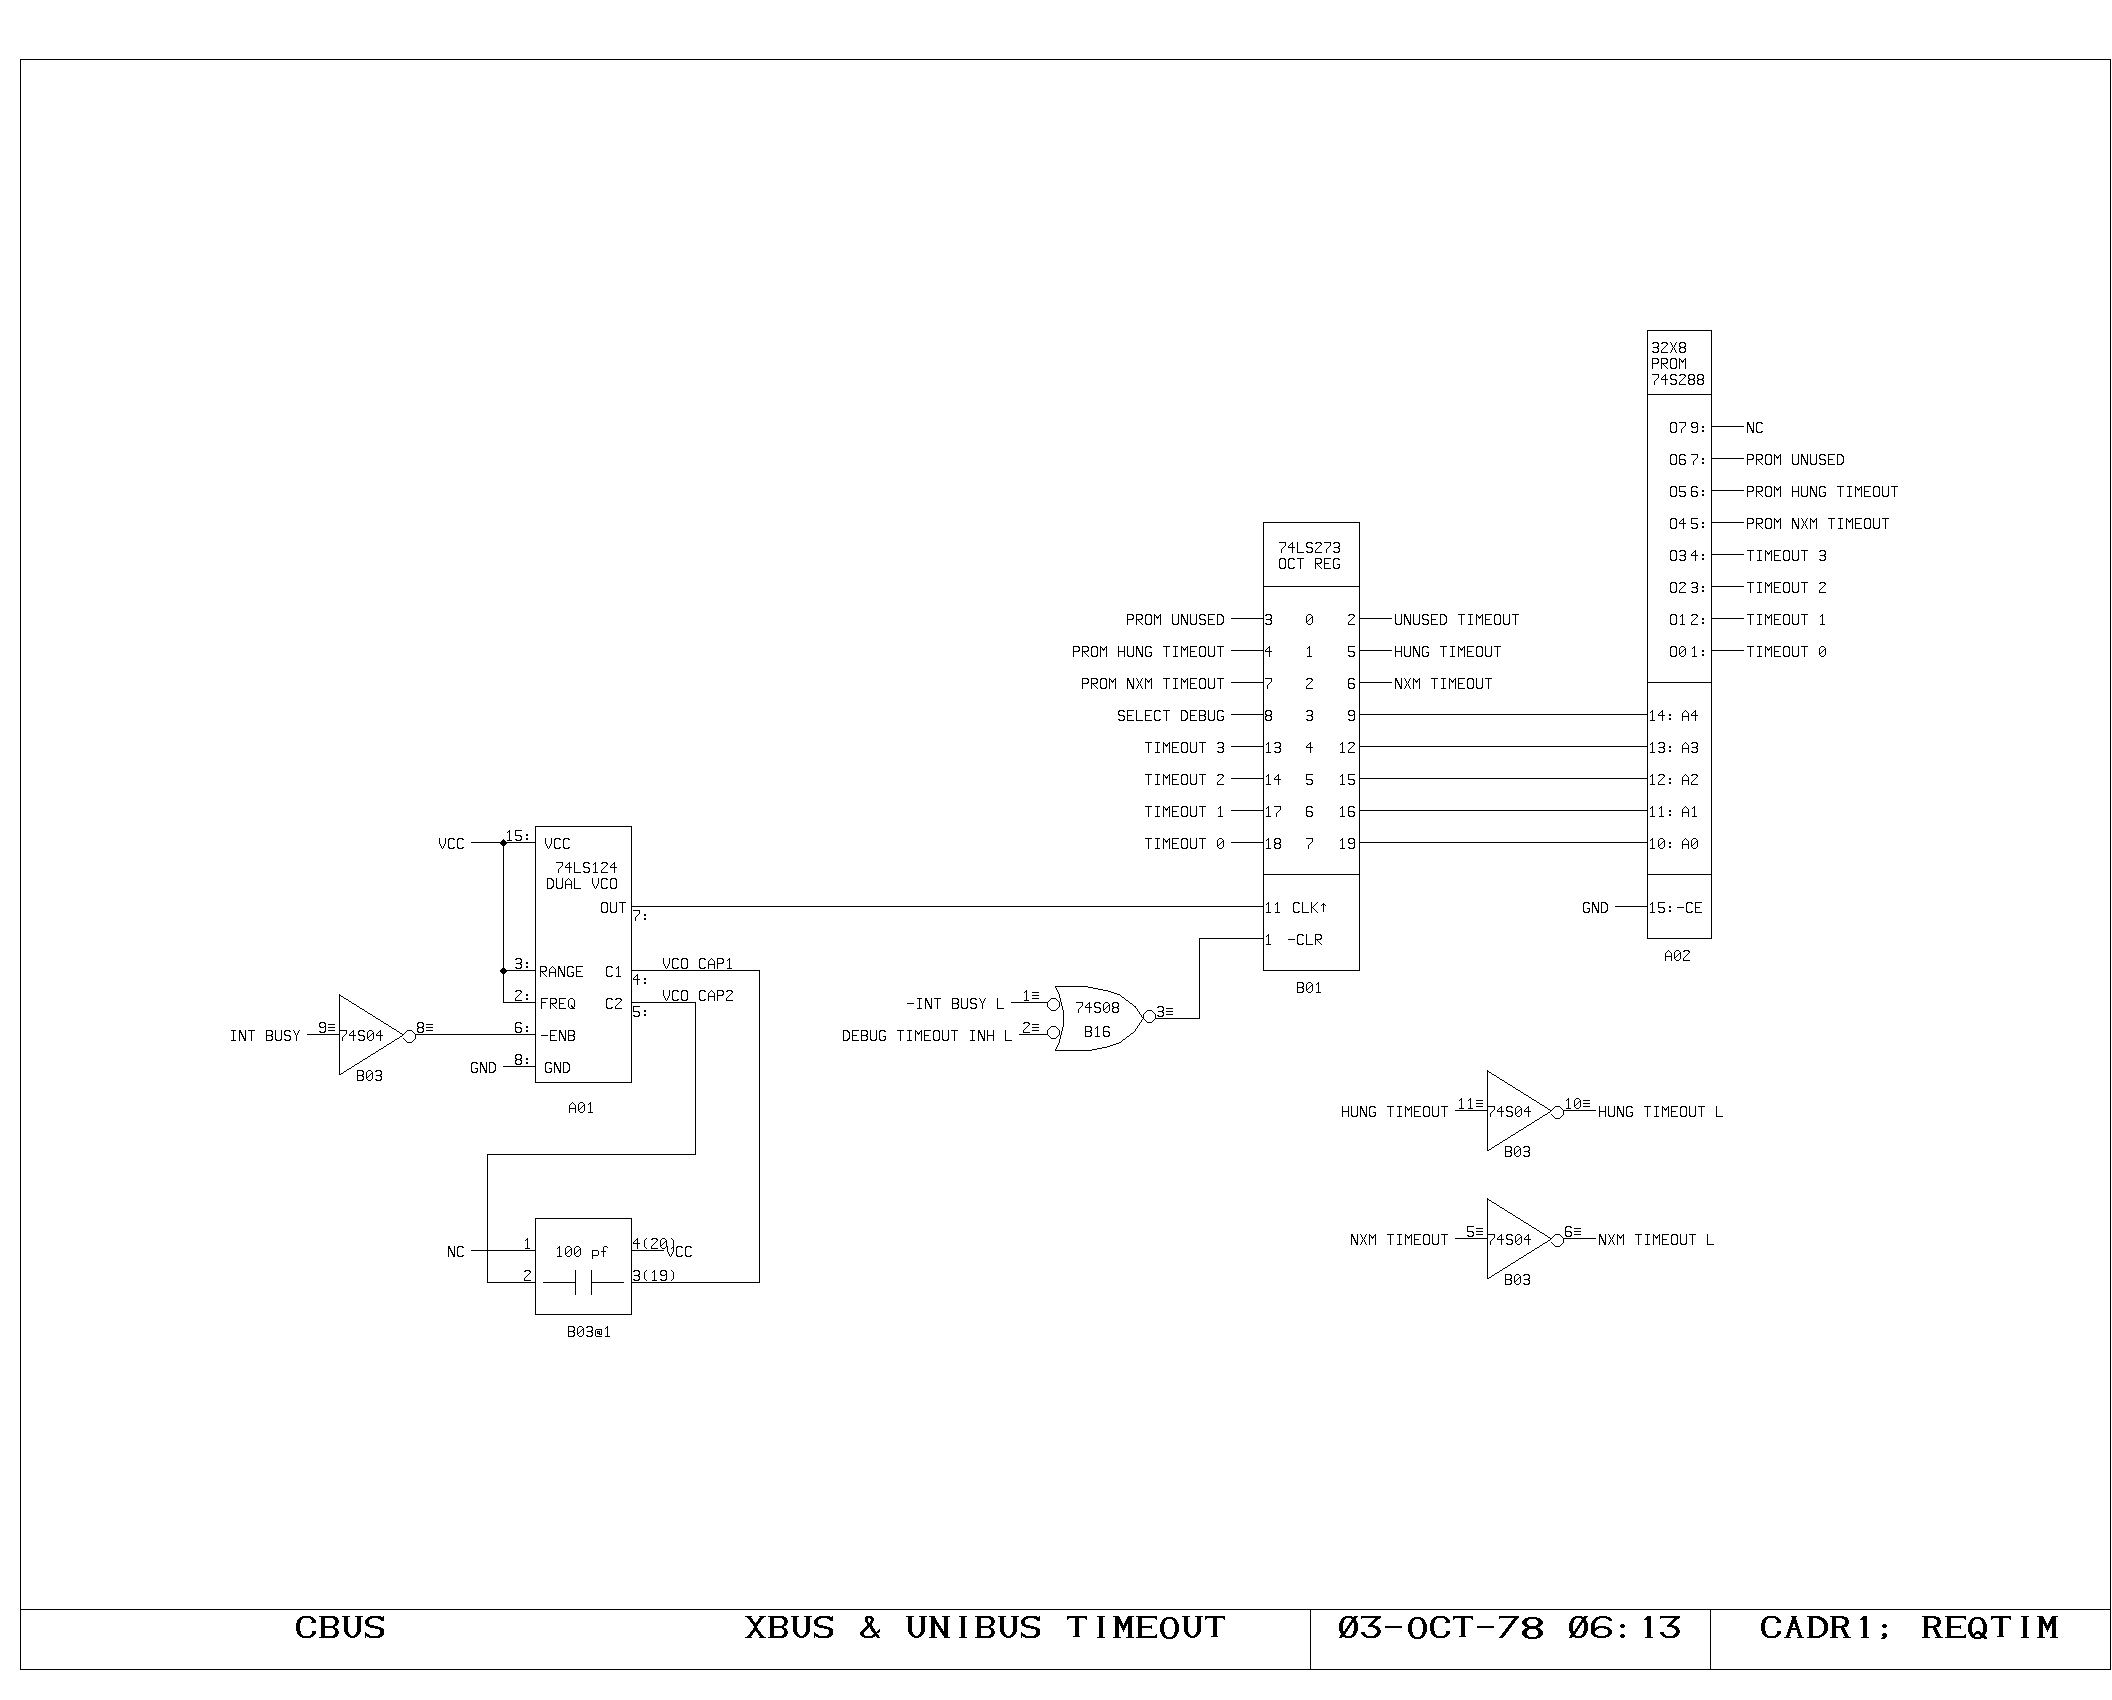 32X8
PROM
74S288
O7 9: NC
O6 7: PROM UNUSED
O5 6: PROM HUNG TIMEOUT
O4 5: PROM NXM TIMEOUT
O3 4: TIMEOUT 3
O2 3: TIMEOUT 2
O1 2: TIMEOUT 1
O0 1: TIMEOUT 0
14: A4
13: A3
12: A2
11: A1
10: A0
GND 15: -CE
A02
74LS273
OCT REG
PROM UNUSED 3 0 2 UNUSED TIMEOUT
PROM HUNG TIMEOUT 4 1 5 HUNG TIMEOUT
PROM NXM TIMEOUT 7 2 6 NXM TIMEOUT
SELECT DEBUG 8 3 9
TIMEOUT 3 13 4 12
TIMEOUT 2 14 5 15
TIMEOUT 1 17 6 16
TIMEOUT 0 18 7 19
11 CLK↑
1 -CLR
B01
VCC 15: VCC
74LS124
DUAL VCO
OUT 7:
3: RANGE C1 4: VCO CAP1
2: FREQ C2 5: VCO CAP2
INT BUSY 9≡ 74S04 8≡ 6: -ENB
B03
GND 8: GND
A01
-INT BUSY L 1≡ 74S08 3≡
DEBUG TIMEOUT INH L 2≡ B16
HUNG TIMEOUT 11≡ 74S04 10≡ HUNG TIMEOUT L
B03
NXM TIMEOUT 5≡ 74S04 6≡ NXM TIMEOUT L
B03
NC 1 100 pf 4(20) VCC
2 3(19)
B03@1
CBUS XBUS & UNIBUS TIMEOUT 03-OCT-78 06:13 CADR1; REQTIM